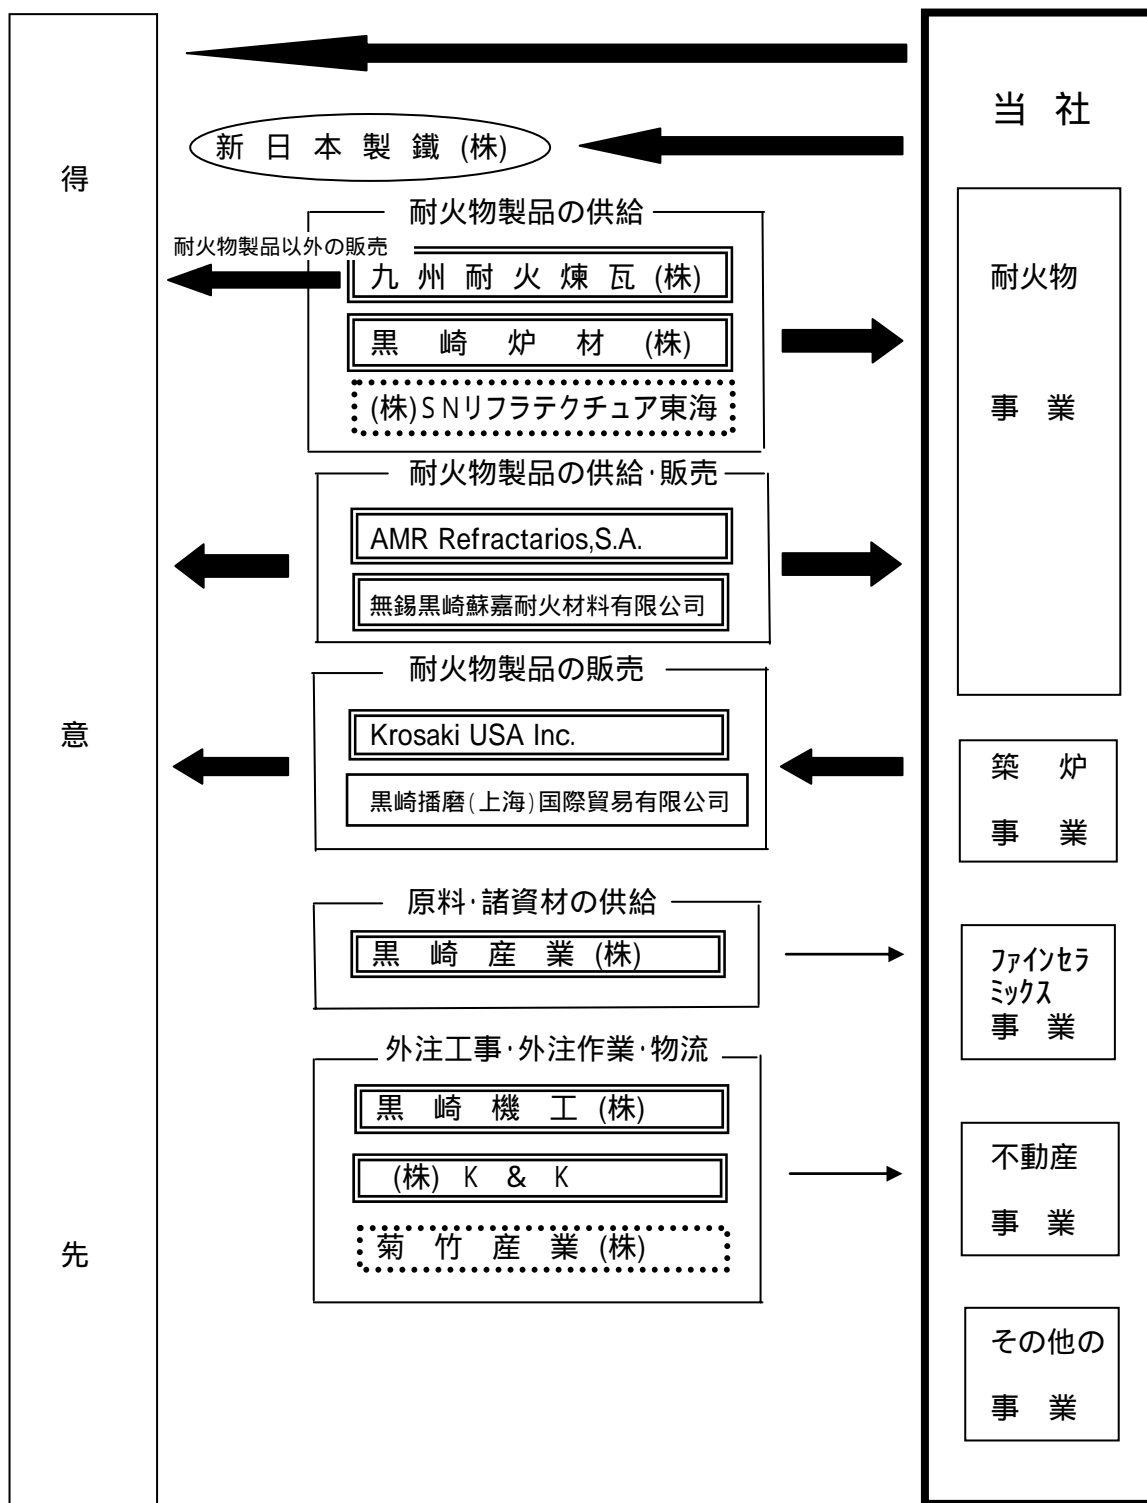 得
意
先
新日本製鐵(株)
耐火物製品の供給
耐火物製品以外の販売
九州耐火煉瓦(株)
黒崎炉材(株)
(株)SNリフラテクチュア東海
耐火物製品の供給・販売
AMR Refractarios,S.A.
無錫黒崎蘇嘉耐火材料有限公司
耐火物製品の販売
Krosaki USA Inc.
黒崎播磨(上海)国際貿易有限公司
原料・諸資材の供給
黒崎産業(株)
外注工事・外注作業・物流
黒崎機工(株)
(株)K & K
菊竹産業(株)
当社
耐火物
事業
築炉
事業
ファインセラ
ミックス
事業
不動産
事業
その他の
事業